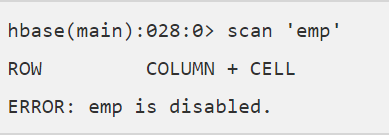 hbase(main):028:0> scan 'emp'
ROW         COLUMN + CELL
ERROR: emp is disabled.